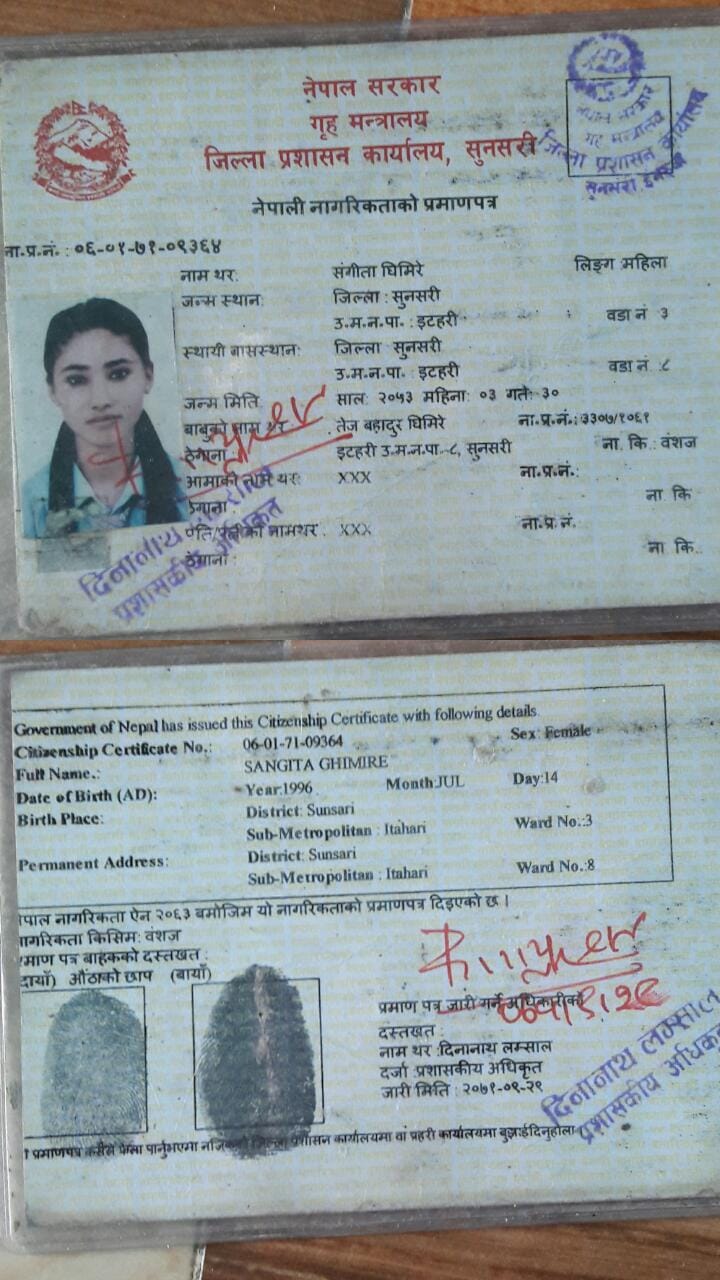 नेपाल सरकार
गृह मन्त्रालय
जिल्ला प्रशासन कार्यालय, सुनसरी
नेपाल सरकार
गृह मन्त्रालय
जिल्ला प्रशासन कार्यालय
सुनसरी
नेपाली नागरिकताको प्रमाणपत्र
ना.प्र.नं. : ०६-०१-७१-०९३६४
नाम थर: संगीता घिमिरे लिङ्ग महिला
जन्म स्थान: जिल्ला : सुनसरी
उ.म.न.पा. : इटहरी वडा नं ३
स्थायी बासस्थान: जिल्ला सुनसरी
उ.म.न.पा. : इटहरी वडा नं ८
जन्म मिति: साल: २०५३ महिना: ०३ गते: ३०
बाबुको नाम थर तेज बहादुर घिमिरे ना.प्र.नं.: ३३०७/१०६१
ठेगाना इटहरी उ.म.न.पा-८, सुनसरी ना. कि.: वंशज
आमाको नाम थर: XXX ना.प्र.नं.:
ठेगाना: ना कि
पति/पत्नीको नामथर : XXX ना.प्र.नं.
ठेगाना : ना कि.
दिनानाथ लम्साल
प्रशासकीय अधिकृत
Government of Nepal has issued this Citizenship Certificate with following details
Citizenship Certificate No.: 06-01-71-09364 Sex: Female
Full Name.: SANGITA GHIMIRE
Date of Birth (AD): Year:1996 Month:JUL Day:14
Birth Place: District: Sunsari
Sub-Metropolitan : Itahari Ward No.:3
Permanent Address: District: Sunsari
Sub-Metropolitan : Itahari Ward No.:8
पाल नागरिकता ऐन २०६३ बमोजिम यो नागरिकताको प्रमाणपत्र दिइएको छ।
ागरिकता किसिम: वंशज
माण पत्र बाहकको दस्तखत :
दायाँ) औंठाको छाप (बायाँ)
प्रमाण पत्र जारी गर्ने अधिकारीको
दस्तखत :
नाम थर :दिनानाथ लम्साल
दर्जा :प्रशासकीय अधिकृत
जारी मिति : २०७१-०९-२९
दिनानाथ लम्साल
प्रशासकीय अधिकृ
प्रमाणपत्र कसैले फेला पारनुभएमा नजिकको जिल्ला प्रशासन कार्यालयमा वा प्रहरी कार्यालयमा बुझाईदिनुहोला